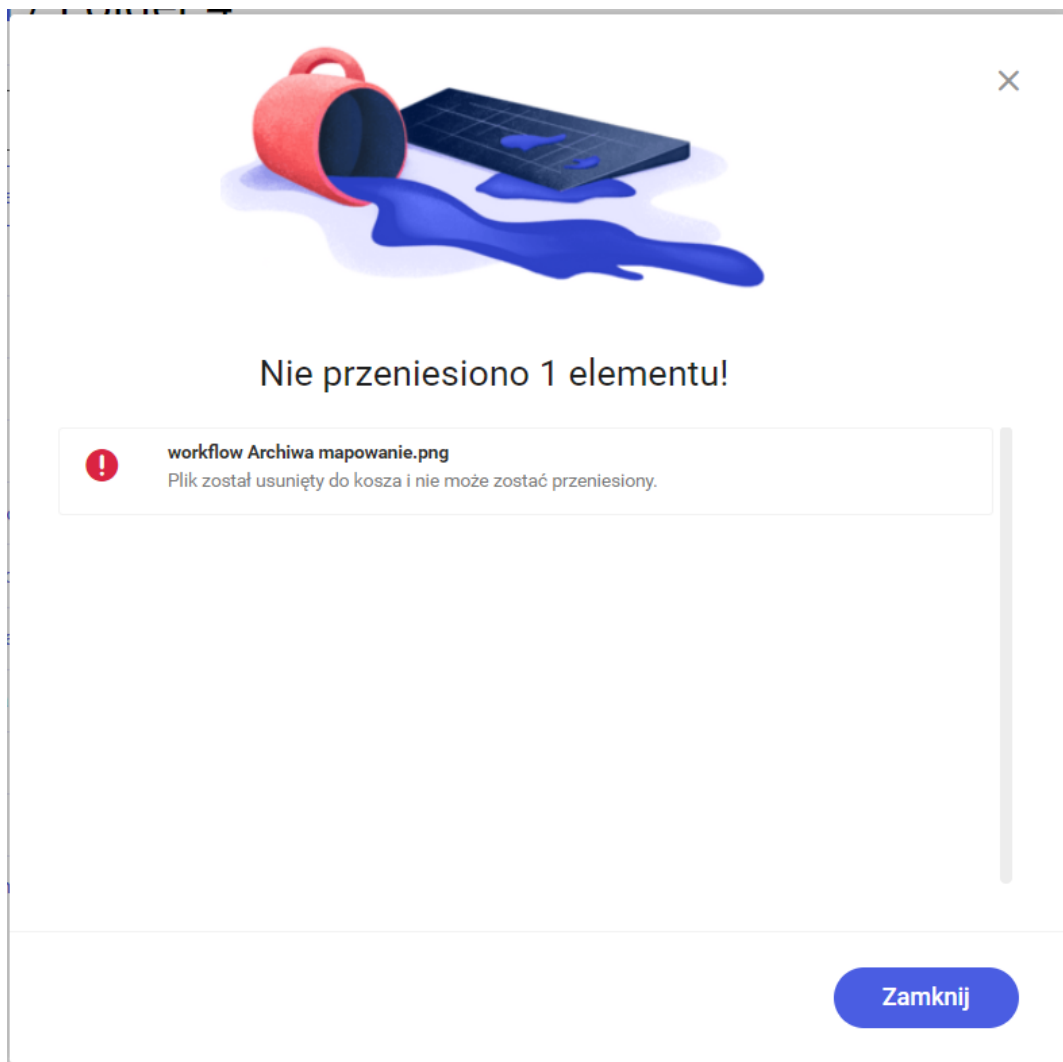 Nie przeniesiono 1 elementu!
workflow Archiwa mapowanie.png
Plik został usunięty do kosza i nie może zostać przeniesiony.
Zamknij